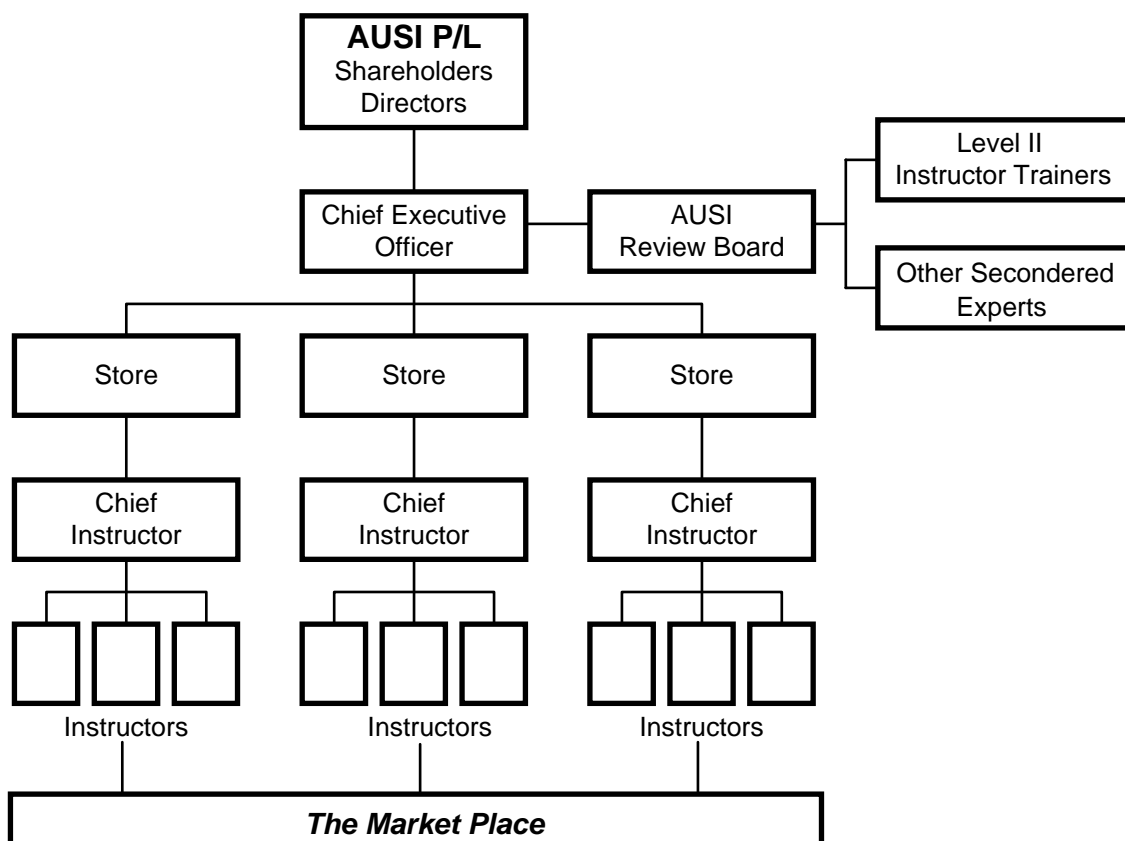 AUSI P/L
Shareholders
Directors
Level II
Instructor Trainers
Chief Executive
Officer
AUSI
Review Board
Other Secondered
Experts
Store
Store
Store
Chief
Instructor
Chief
Instructor
Chief
Instructor
Instructors
Instructors
Instructors
The Market Place